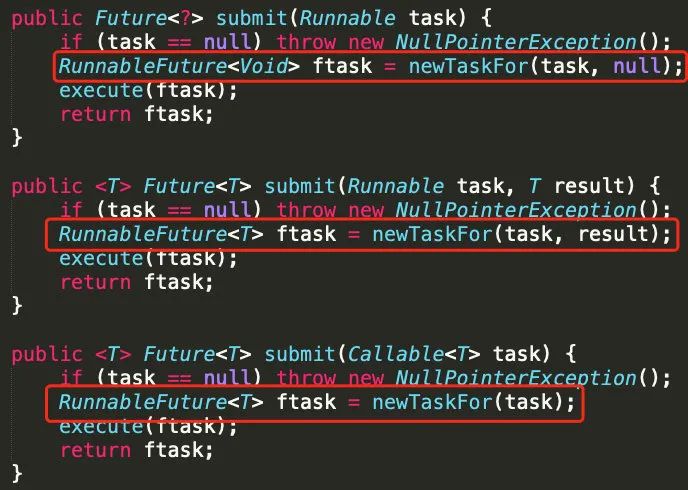 public Future<?> submit(Runnable task) {
if (task == null) throw new NullPointerException();
RunnableFuture<Void> ftask = newTaskFor(task, null);
execute(ftask);
return ftask;
}
public <T> Future<T> submit(Runnable task, T result) {
if (task == null) throw new NullPointerException();
RunnableFuture<T> ftask = newTaskFor(task, result);
execute(ftask);
return ftask;
}
public <T> Future<T> submit(Callable<T> task) {
if (task == null) throw new NullPointerException();
RunnableFuture<T> ftask = newTaskFor(task);
execute(ftask);
return ftask;
}